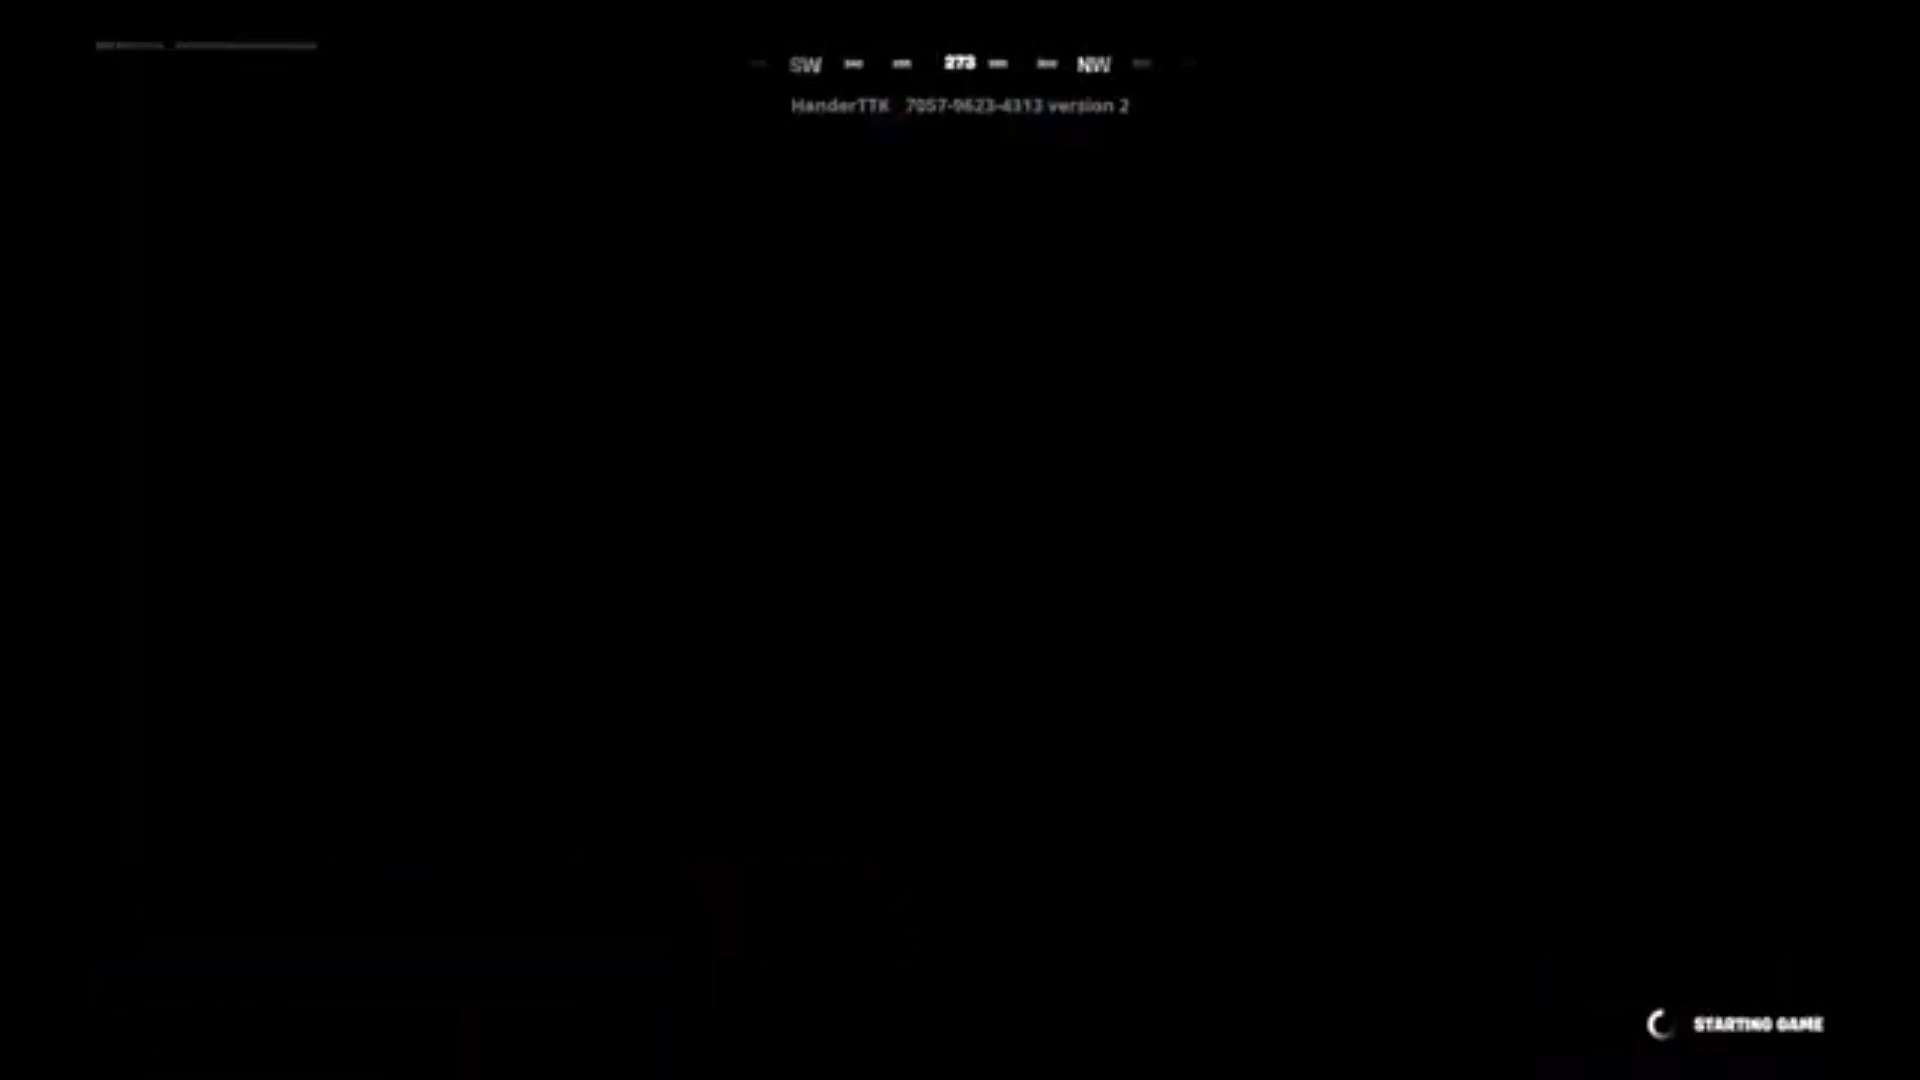 SW 273 NW
HanderTTK 7057-9623-4313 version 2
STARTING GAME